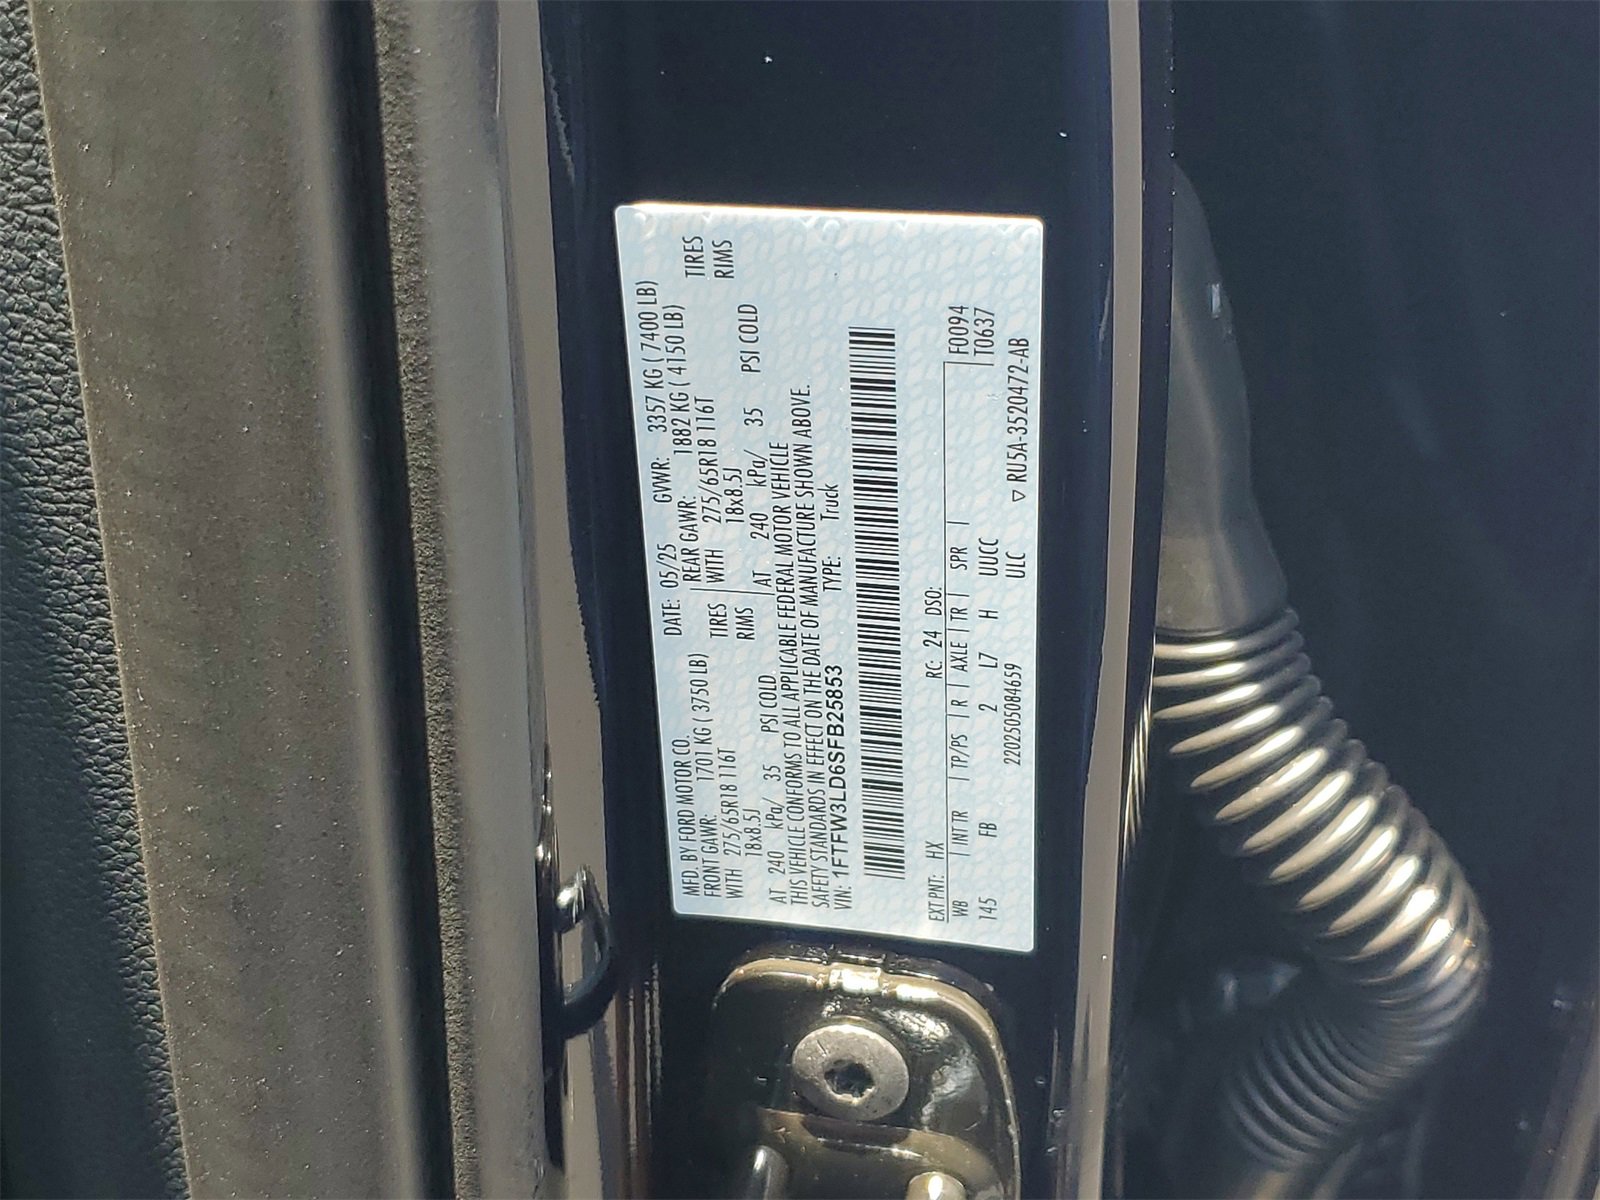 MFD. BY FORD MOTOR CO. DATE: 05/25 GVWR: 3357 KG ( 7400 LB)
FRONT GAWR: 1701 KG ( 3750 LB) REAR GAWR: 1882 KG ( 4150 LB)
WITH 275/65R18 116T TIRES WITH 275/65R18 116T TIRES
18x8.5J RIMS 18x8.5J RIMS
AT 240 kPa/ 35 PSI COLD AT 240 kPa/ 35 PSI COLD
THIS VEHICLE CONFORMS TO ALL APPLICABLE FEDERAL MOTOR VEHICLE
SAFETY STANDARDS IN EFFECT ON THE DATE OF MANUFACTURE SHOWN ABOVE.
VIN: 1FTFW3LD6SFB25853 TYPE: Truck
EXT PNT: HX RC: 24 DSO:
WB INT TR TP/PS R AXLE TR SPR F0094
145 FB 2 L7 H UUCC T0637
2202505084659 ULC ▽ RU5A-3520472-AB